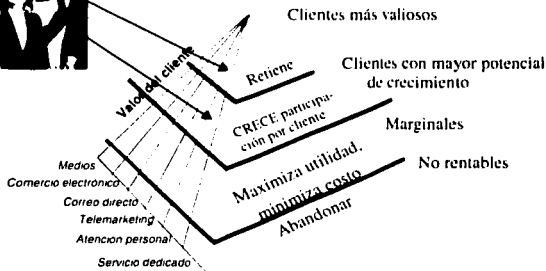 Clientes más valiosos
Valor del cliente
Retiene
Clientes con mayor potencial
de crecimiento
CRECE participa-
ción por cliente
Marginales
Maximiza utilidad,
minimiza costo
No rentables
Abandonar
Medios
Comercio electrónico
Correo directo
Telemarketing
Atención personal
Servicio dedicado